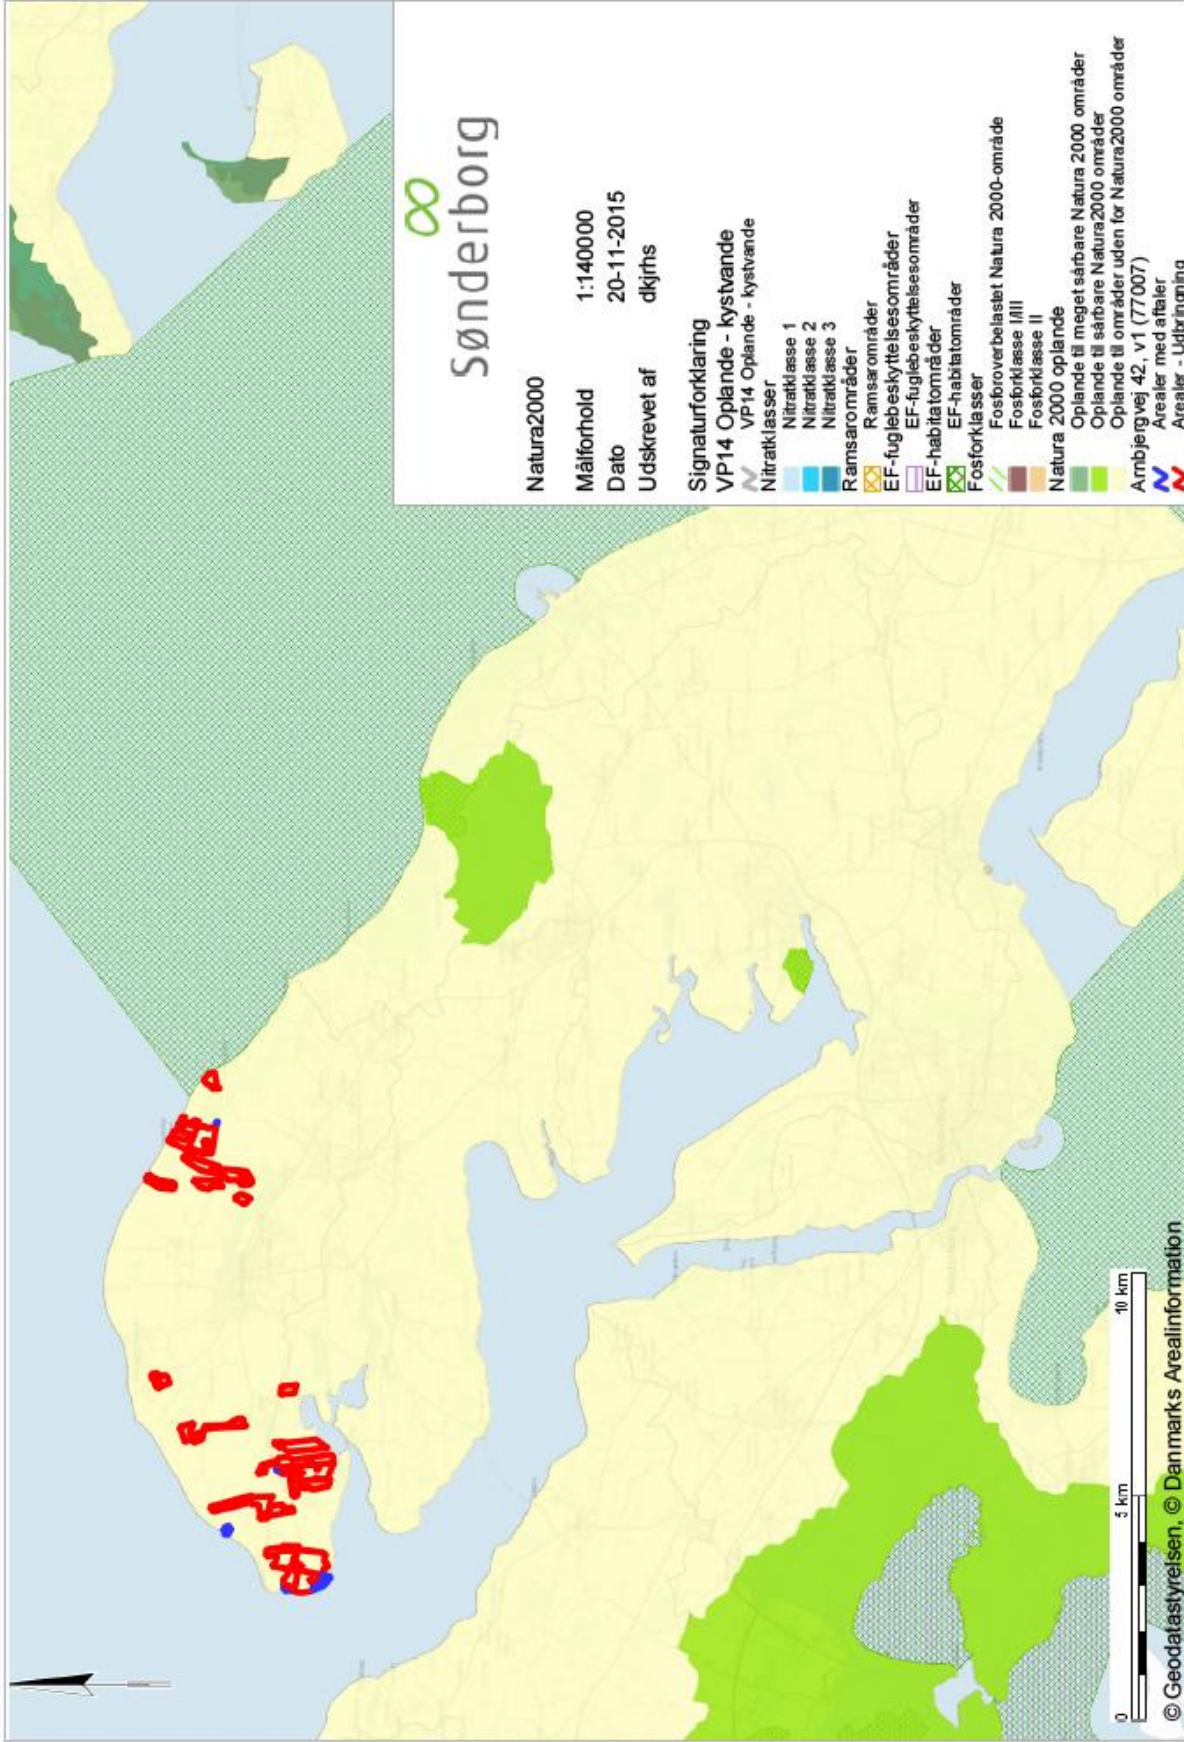 Sønderborg
Natura2000
Målforhold 1:140000
Dato 20-11-2015
Udskrevet af dkjrhs
Signaturforklaring
VP14 Oplande - kystvande
VP14 Oplande - kystvande
Nitratklasser
Nitratklasse 1
Nitratklasse 2
Nitratklasse 3
Ramsarområder
Ramsarområder
EF-fuglebeskyttelsesområder
EF-fuglebeskyttelsesområder
EF-habitatområder
EF-habitatområder
Fosforklasser
Fosforoverbelastet Natura 2000-område
Fosforklasse I/III
Fosforklasse II
Natura 2000 oplande
Oplande til meget sårbare Natura 2000 områder
Oplande til sårbare Natura2000 områder
Oplande til områder uden for Natura2000 områder
Arnbjergvej 42, v1 (77007)
Arealer med aftaler
Arealer - Udbringning
0 5 km 10 km
© Geodatastyrelsen, © Danmarks Arealinformation